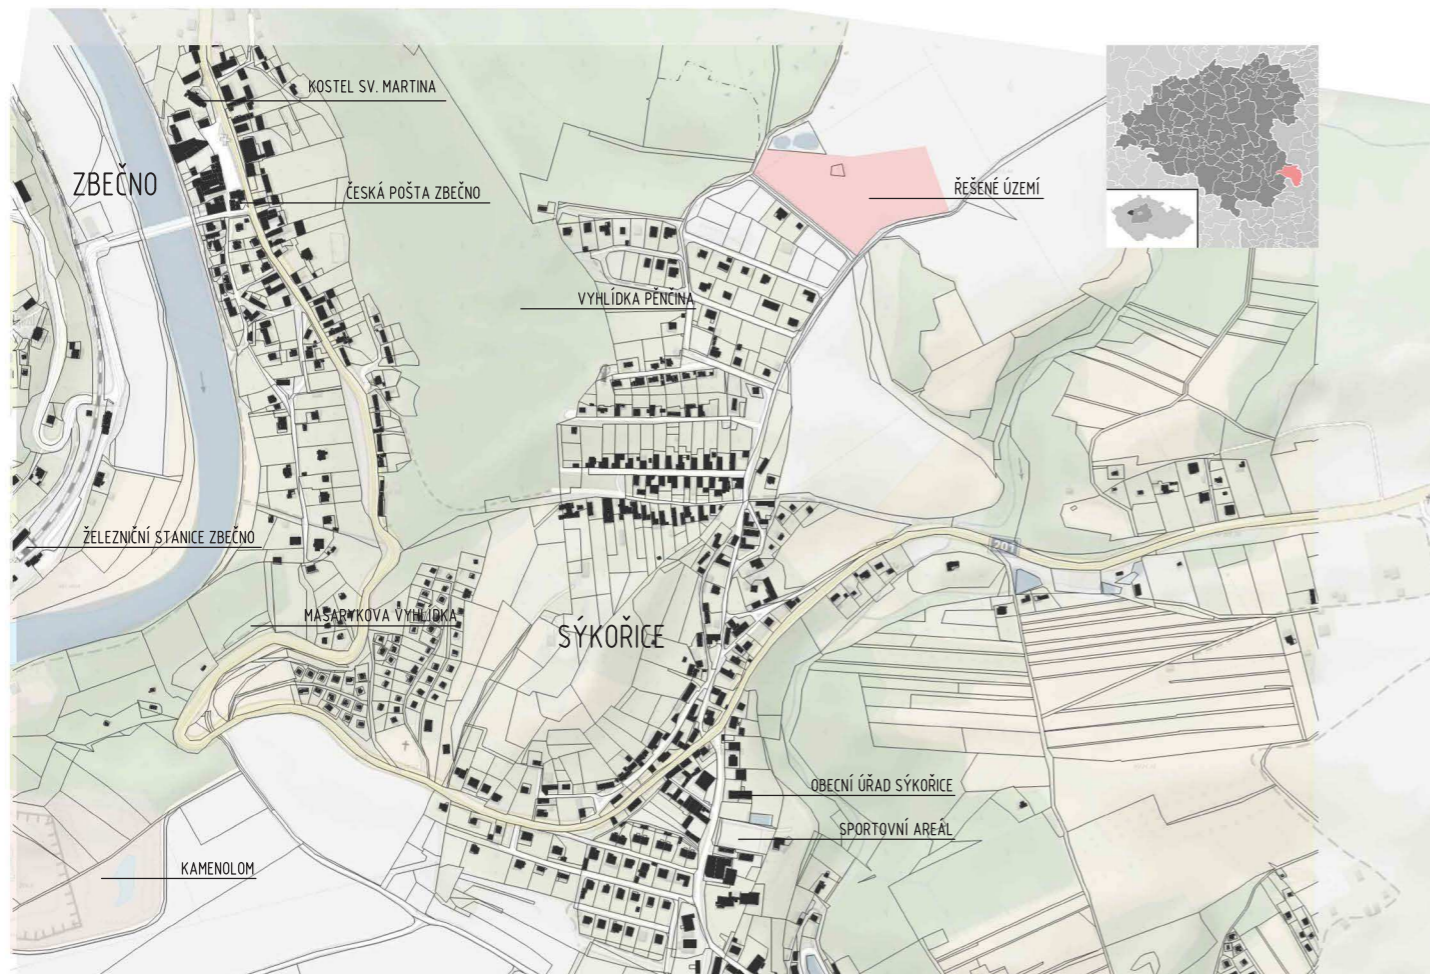 KOSTEL SV. MARTINA
ZBEČNO
ČESKÁ POŠTA ZBEČNO
ŘEŠENÉ ÚZEMÍ
VYHLÍDKA PĚNČINA
ŽELEZNIČNÍ STANICE ZBEČNO
201
MASARYKOVA VYHLÍDKA
SÝKOŘICE
OBECNÍ ÚŘAD SÝKOŘICE
SPORTOVNÍ AREÁL
KAMENOLOM